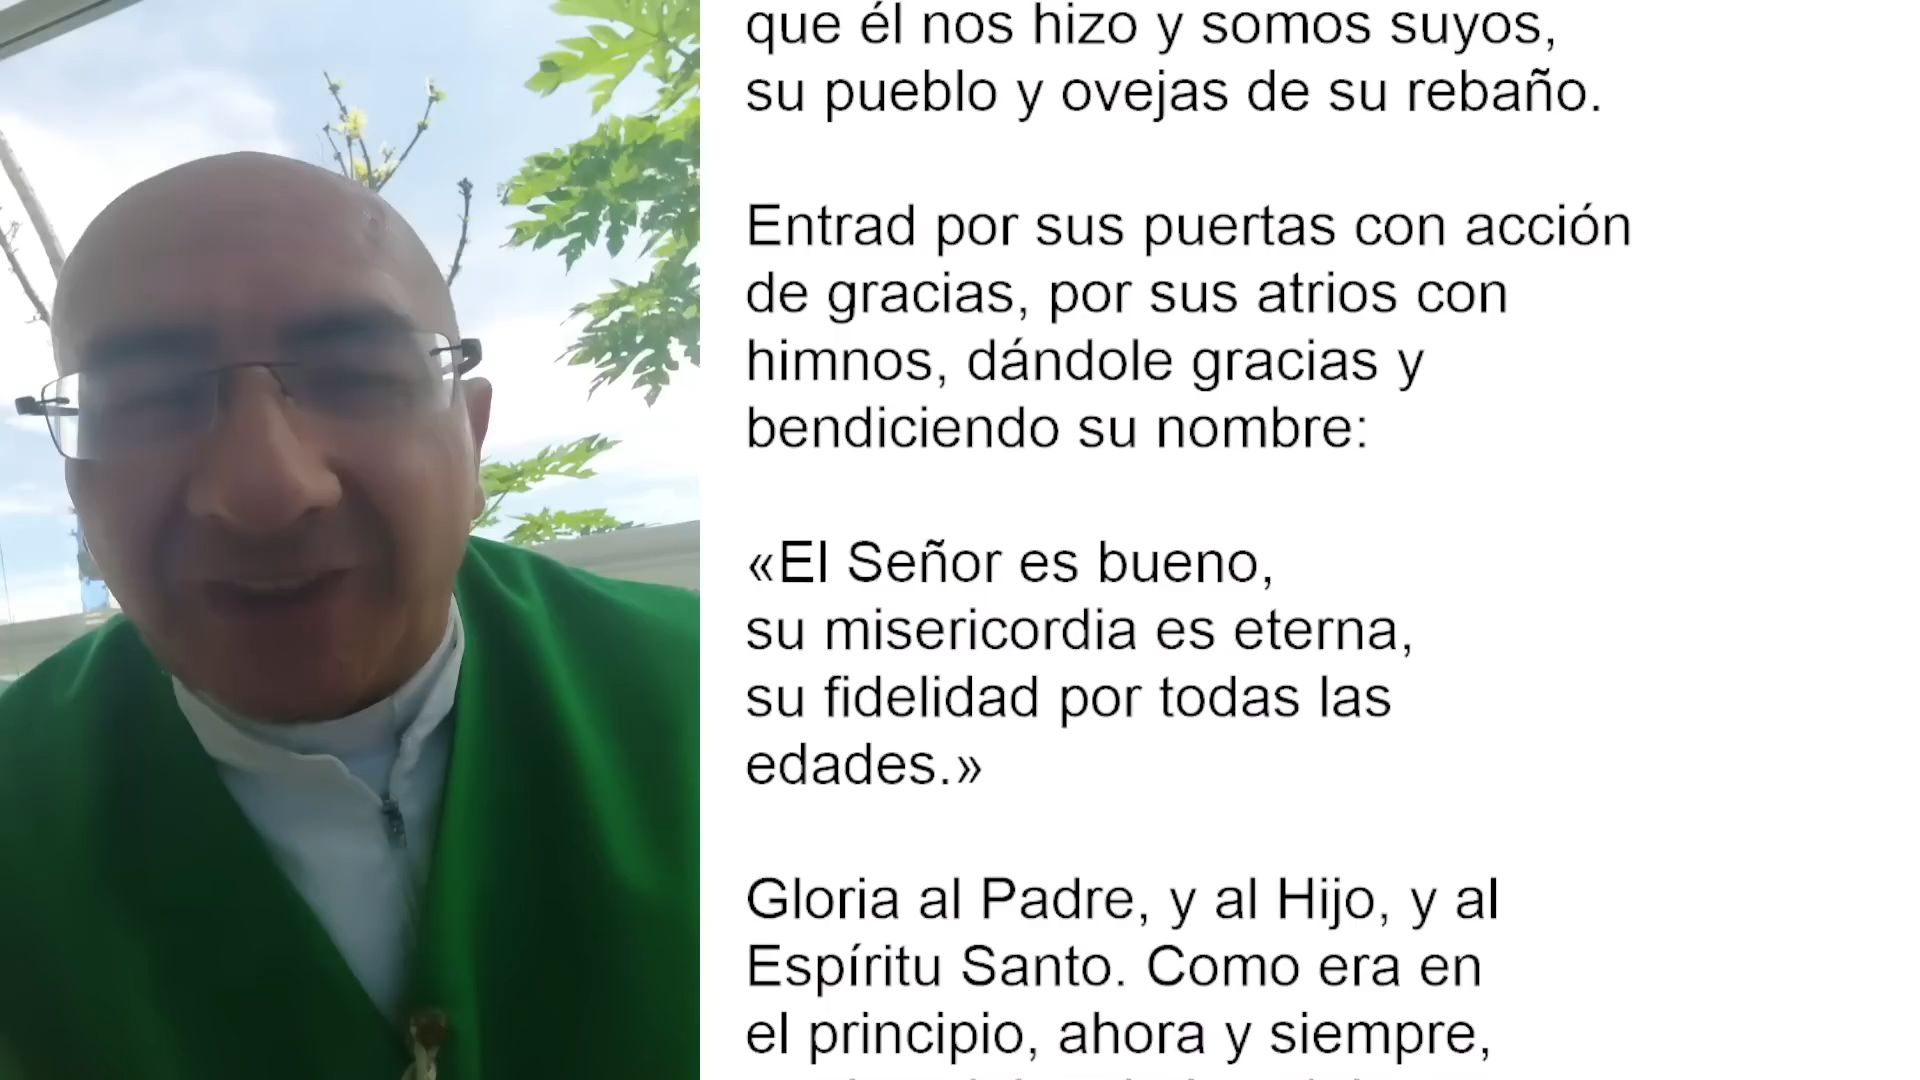 que él nos hizo y somos suyos,
su pueblo y ovejas de su rebaño.
Entrad por sus puertas con acción
de gracias, por sus atrios con
himnos, dándole gracias y
bendiciendo su nombre:
«El Señor es bueno,
su misericordia es eterna,
su fidelidad por todas las
edades.»
Gloria al Padre, y al Hijo, y al
Espíritu Santo. Como era en
el principio, ahora y siempre,